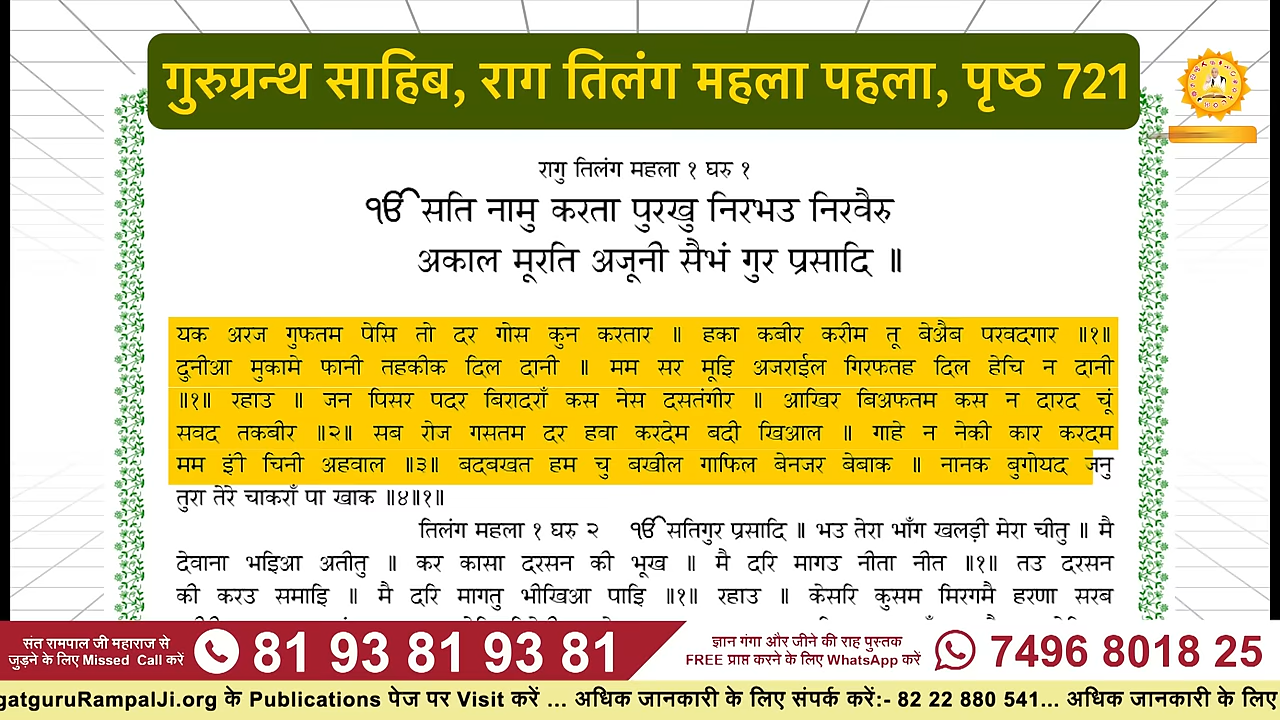 गुरुग्रन्थ साहिब, राग तिलंग महला पहला, पृष्ठ 721
रागु तिलंग महला १ घरु १
ੴ सति नामु करता पुरखु निरभउ निरवैरु
अकाल मूरति अजूनी सैभं गुर प्रसादि ॥
यक अरज गुफतम पेसि तो दर गोस कुन करतार ॥ हका कबीर करीम तू बेअैब परवदगार ॥१॥
दुनीआ मुकामे फानी तहकीक दिल दानी ॥ मम सर मूइ अजराईल गिरफतह दिल हेचि न दानी
॥१॥ रहाउ ॥ जन पिसर पदर बिरादराँ कस नेस दसतंगीर ॥ आखिर बिअफतम कस न दारद चूं
सवद तकबीर ॥२॥ सब रोज गसतम दर हवा करदेम बदी खिआल ॥ गाहे न नेकी कार करदम
मम इंी चिनी अहवाल ॥३॥ बदबखत हम चु बखील गाफिल बेनजर बेबाक ॥ नानक बुगोयद जनु
तुरा तेरे चाकराँ पा खाक ॥४॥१॥
तिलंग महला १ घरु २ ੴ सतिगुर प्रसादि ॥ भउ तेरा भाँग खलड़ी मेरा चीतु ॥ मै
देवाना भइआ अतीतु ॥ कर कासा दरसन की भूख ॥ मै दरि मागउ नीता नीत ॥१॥ तउ दरसन
की करउ समाइ ॥ मै दरि मागतु भीखिआ पाइ ॥१॥ रहाउ ॥ केसरि कुसम मिरगमै हरणा सरब
संत रामपाल जी महाराज से
जुड़ने के लिए Missed Call करें
81 93 81 93 81
ज्ञान गंगा और जीने की राह पुस्तक
FREE प्राप्त करने के लिए WhatsApp करें
7496 8018 25
gatguruRampalJi.org के Publications पेज पर Visit करें ... अधिक जानकारी के लिए संपर्क करें:- 82 22 880 541... अधिक जानकारी के लिए